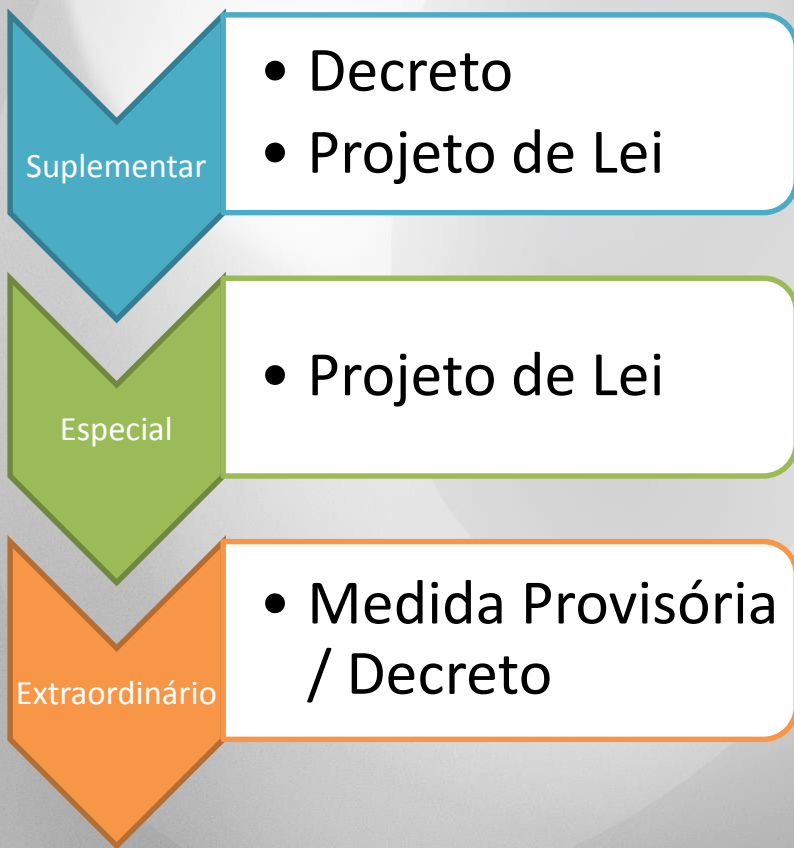 Suplementar
• Decreto
• Projeto de Lei
Especial
• Projeto de Lei
Extraordinário
• Medida Provisória
/ Decreto